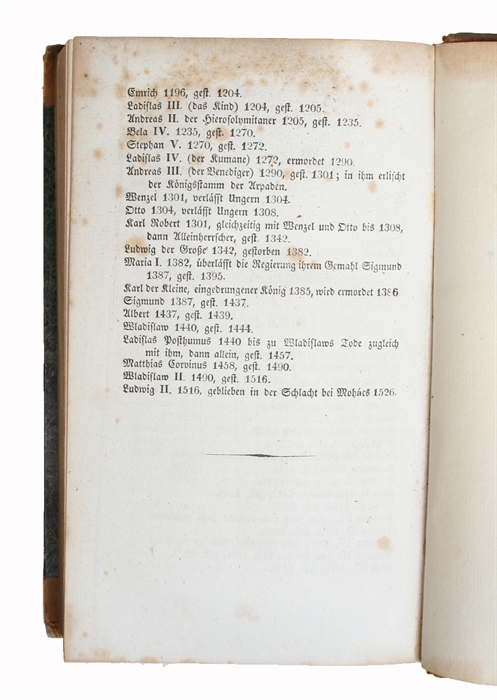 Emrich 1196, gest. 1204.
Ladislas III. (das Kind) 1204, gest. 1205.
Andreas II. der Hierosolymitaner 1205, gest. 1235.
Bela IV. 1235, gest. 1270.
Stephan V. 1270, gest. 1272.
Ladislas IV. (der Kumane) 1272, ermordet 1290.
Andreas III. (der Venediger) 1290, gest. 1301; in ihm erlischt
der Königsstamm der Arpaden.
Wenzel 1301, verläßt Ungern 1304.
Otto 1304, verläßt Ungern 1308.
Karl Robert 1301, gleichzeitig mit Wenzel und Otto bis 1308,
dann Alleinherrscher, gest. 1342.
Ludwig der Große 1342, gestorben 1382.
Maria I. 1382, überläßt die Regierung ihrem Gemahl Sigmund
1387, gest. 1395.
Karl der Kleine, eingedrungener König 1385, wird ermordet 1386
Sigmund 1387, gest. 1437.
Albert 1437, gest. 1439.
Wladislaw 1440, gest. 1444.
Ladislas Posthumus 1440 bis zu Wladislaws Tode zugleich
mit ihm, dann allein, gest. 1457.
Matthias Corvinus 1458, gest. 1490.
Wladislaw II. 1490, gest. 1516.
Ludwig II. 1516, geblieben in der Schlacht bei Mohács 1526.